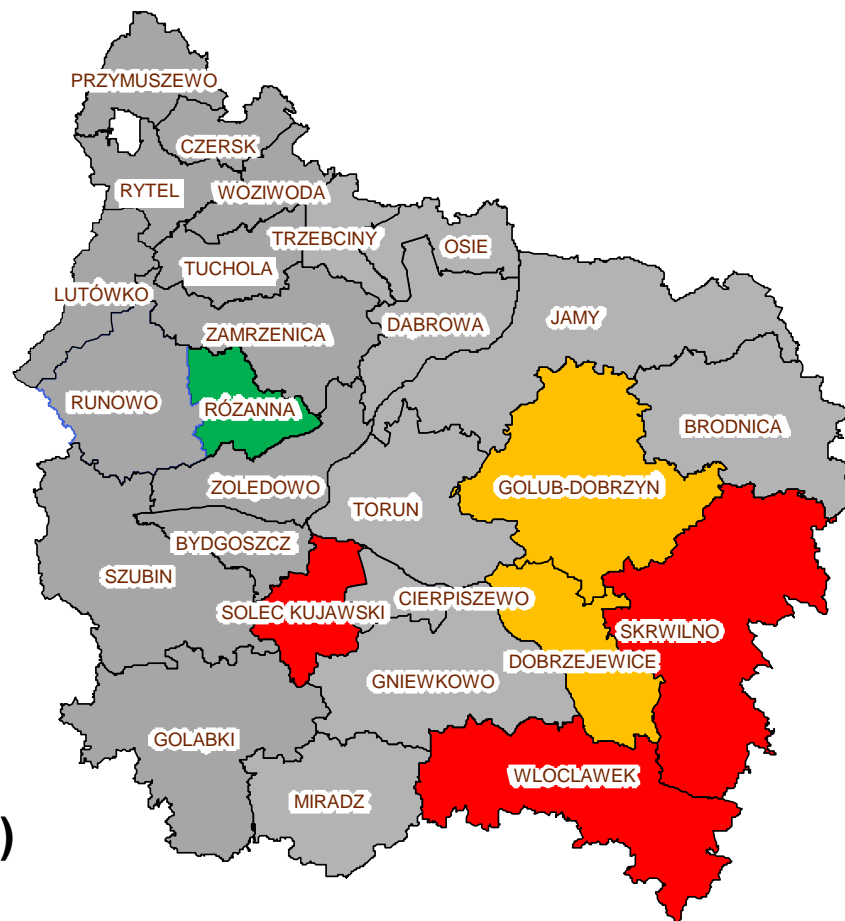 PRZYMUSZEWO
CZERSK
RYTEL
WOZIWODA
TRZEBCINY
OSIE
TUCHOLA
LUTÓWKO
ZAMRZENICA
DABROWA
JAMY
RUNOWO
RÓZANNA
BRODNICA
ZOLEDOWO
GOLUB-DOBRZYN
TORUN
BYDGOSZCZ
SZUBIN
SOLEC KUJAWSKI
CIERPISZEWO
SKRWILNO
DOBRZEJEWICE
GNIEWKOWO
GOLABKI
WLOCLAWEK
MIRADZ
)